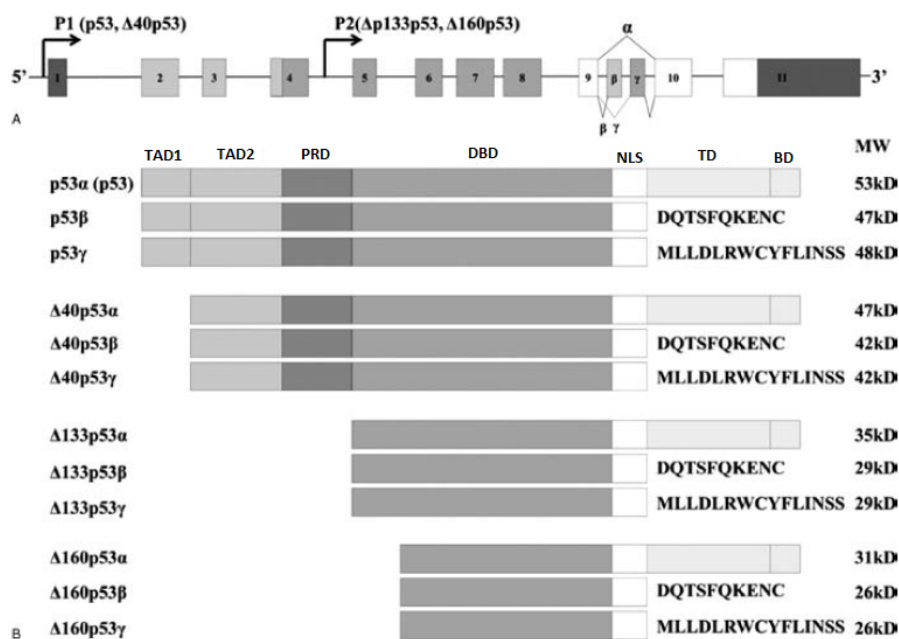 P1 (p53, Δ40p53) P2(Δp133p53, Δ160p53) α
5' 1 2 3 4 5 6 7 8 9 β γ 10 11 3'
β γ
A
MW
TAD1 TAD2 PRD DBD NLS TD BD
p53α (p53) 53kD
p53β DQTSFQKENC 47kD
p53γ MLLDLRWCYFLINSS 48kD
Δ40p53α 47kD
Δ40p53β DQTSFQKENC 42kD
Δ40p53γ MLLDLRWCYFLINSS 42kD
Δ133p53α 35kD
Δ133p53β DQTSFQKENC 29kD
Δ133p53γ MLLDLRWCYFLINSS 29kD
Δ160p53α 31kD
Δ160p53β DQTSFQKENC 26kD
Δ160p53γ MLLDLRWCYFLINSS 26kD
B